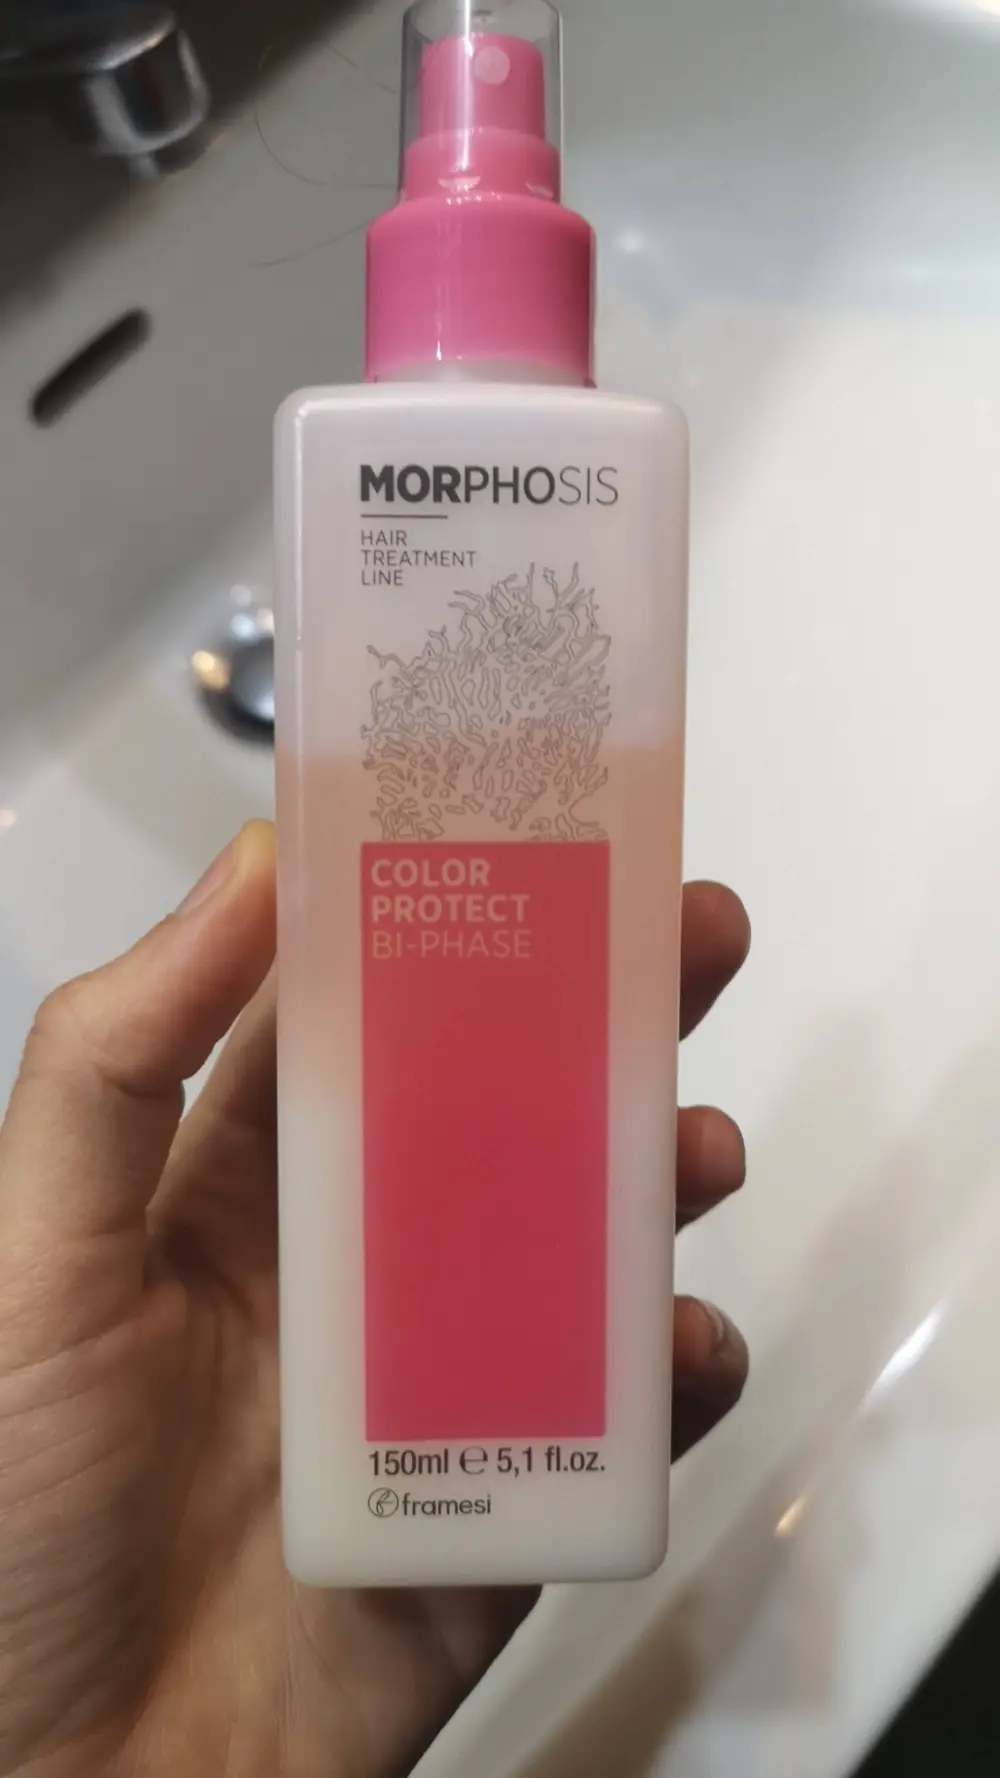 MORPHOSIS
HAIR
TREATMENT
LINE
COLOR
PROTECT
BI-PHASE
150ml ℮ 5,1 fl.oz.
framesi